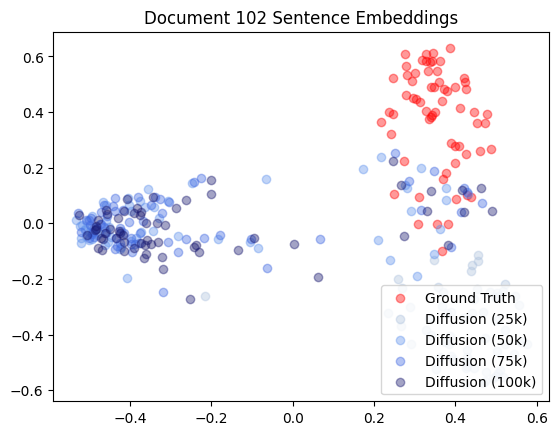 Document 102 Sentence Embeddings
0.6
0.4
0.2
0.0
−0.2
−0.4
−0.6
−0.4
−0.2
0.0
0.2
0.4
0.6
Ground Truth
Diffusion (25k)
Diffusion (50k)
Diffusion (75k)
Diffusion (100k)